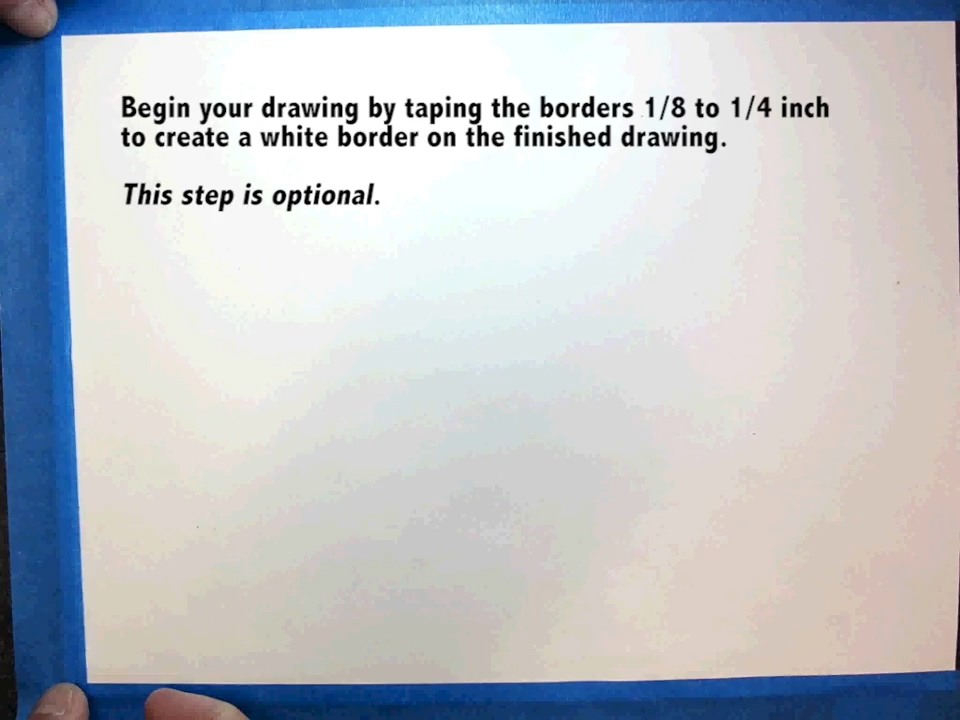 Begin your drawing by taping the borders 1/8 to 1/4 inch
to create a white border on the finished drawing.
This step is optional.